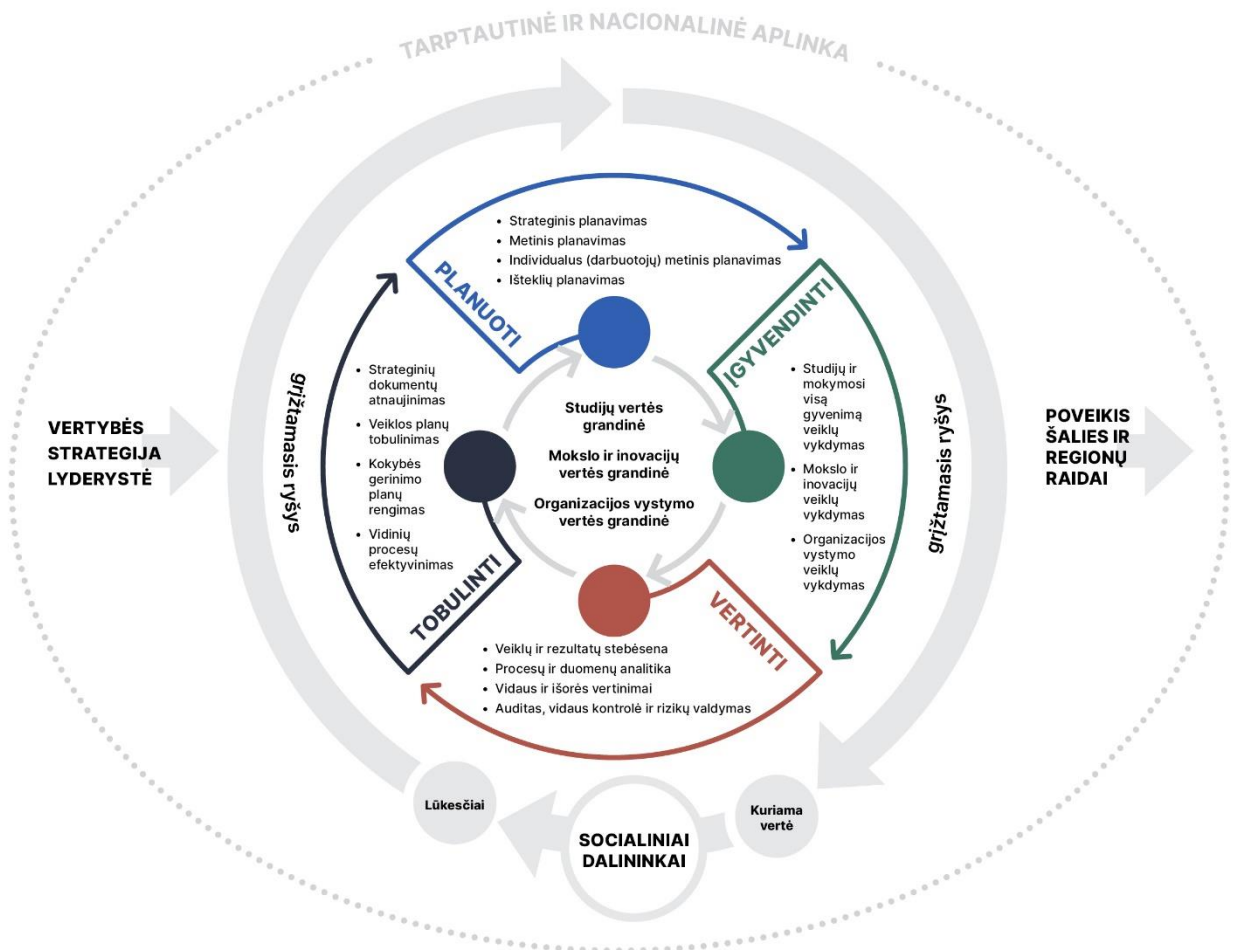 TARPTAUTINĖ IR NACIONALINĖ APLINKA
PLANUOTI
• Strateginis planavimas
• Metinis planavimas
• Individualus (darbuotojų) metinis planavimas
• Išteklių planavimas
ĮGYVENDINTI
• Studijų ir
mokymosi
visą
gyvenimą
veiklų
vykdymas
• Mokslo ir
inovacijų
veiklų
vykdymas
• Organizacijos
vystymo
veiklų
vykdymas
VERTINTI
• Veiklų ir rezultatų stebėsena
• Procesų ir duomenų analitika
• Vidaus ir išorės vertinimai
• Auditas, vidaus kontrolė ir rizikų valdymas
TOBULINTI
• Strateginių
dokumentų
atnaujinimas
• Veiklos planų
tobulinimas
• Kokybės
gerinimo
planų
rengimas
• Vidinių
procesų
efektyvinimas
Studijų vertės
grandinė
Mokslo ir inovacijų
vertės grandinė
Organizacijos vystymo
vertės grandinė
grįžtamasis ryšys
grįžtamasis ryšys
VERTYBĖS
STRATEGIJA
LYDERYSTĖ
POVEIKIS
ŠALIES IR
REGIONŲ
RAIDAI
Lūkesčiai
SOCIALINIAI
DALININKAI
Kuriama
vertė